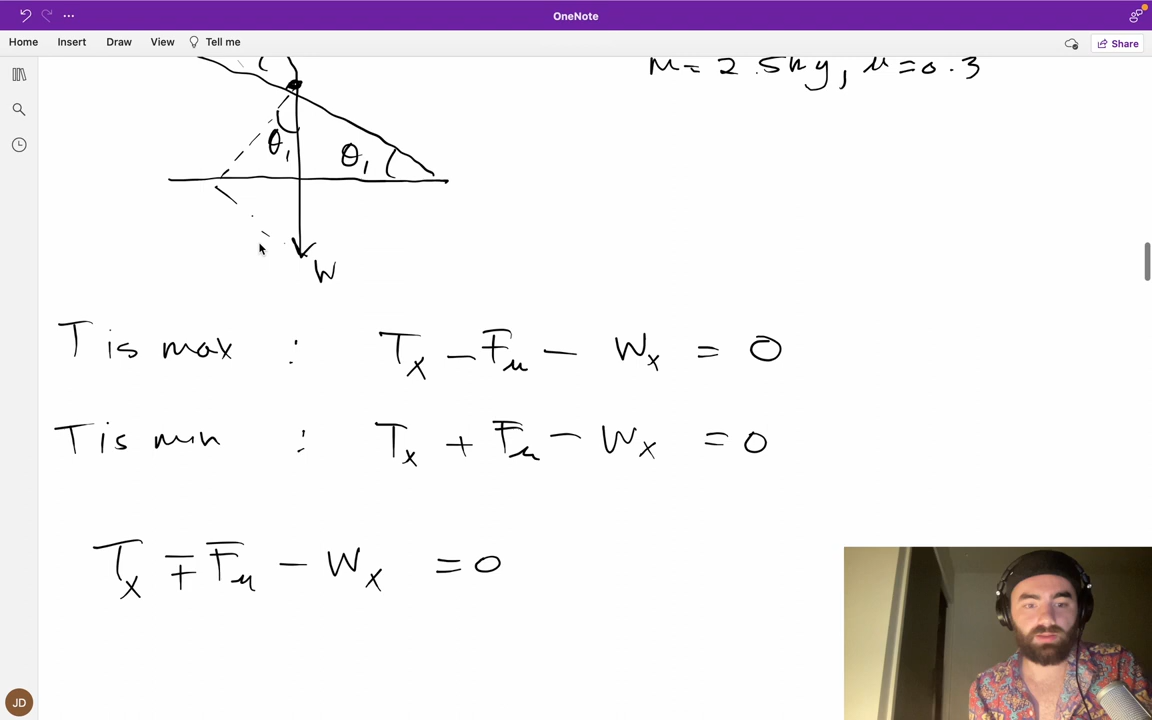 OneNote
Home Insert Draw View Tell me Share
M = 2.5kg, μ = 0.3
θ₁ θ₁
W
T is max : Tₓ - Fμ - Wₓ = 0
T is min : Tₓ + Fμ - Wₓ = 0
Tₓ ∓ Fμ - Wₓ = 0
JD